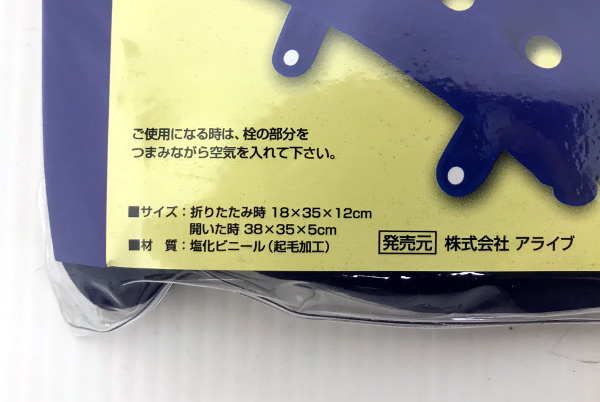 ご使用になる時は、栓の部分を
つまみながら空気を入れて下さい。
■サイズ：折りたたみ時 18×35×12cm
開いた時 38×35×5cm
■材　質：塩化ビニール（起毛加工）
発売元 株式会社 アライブ